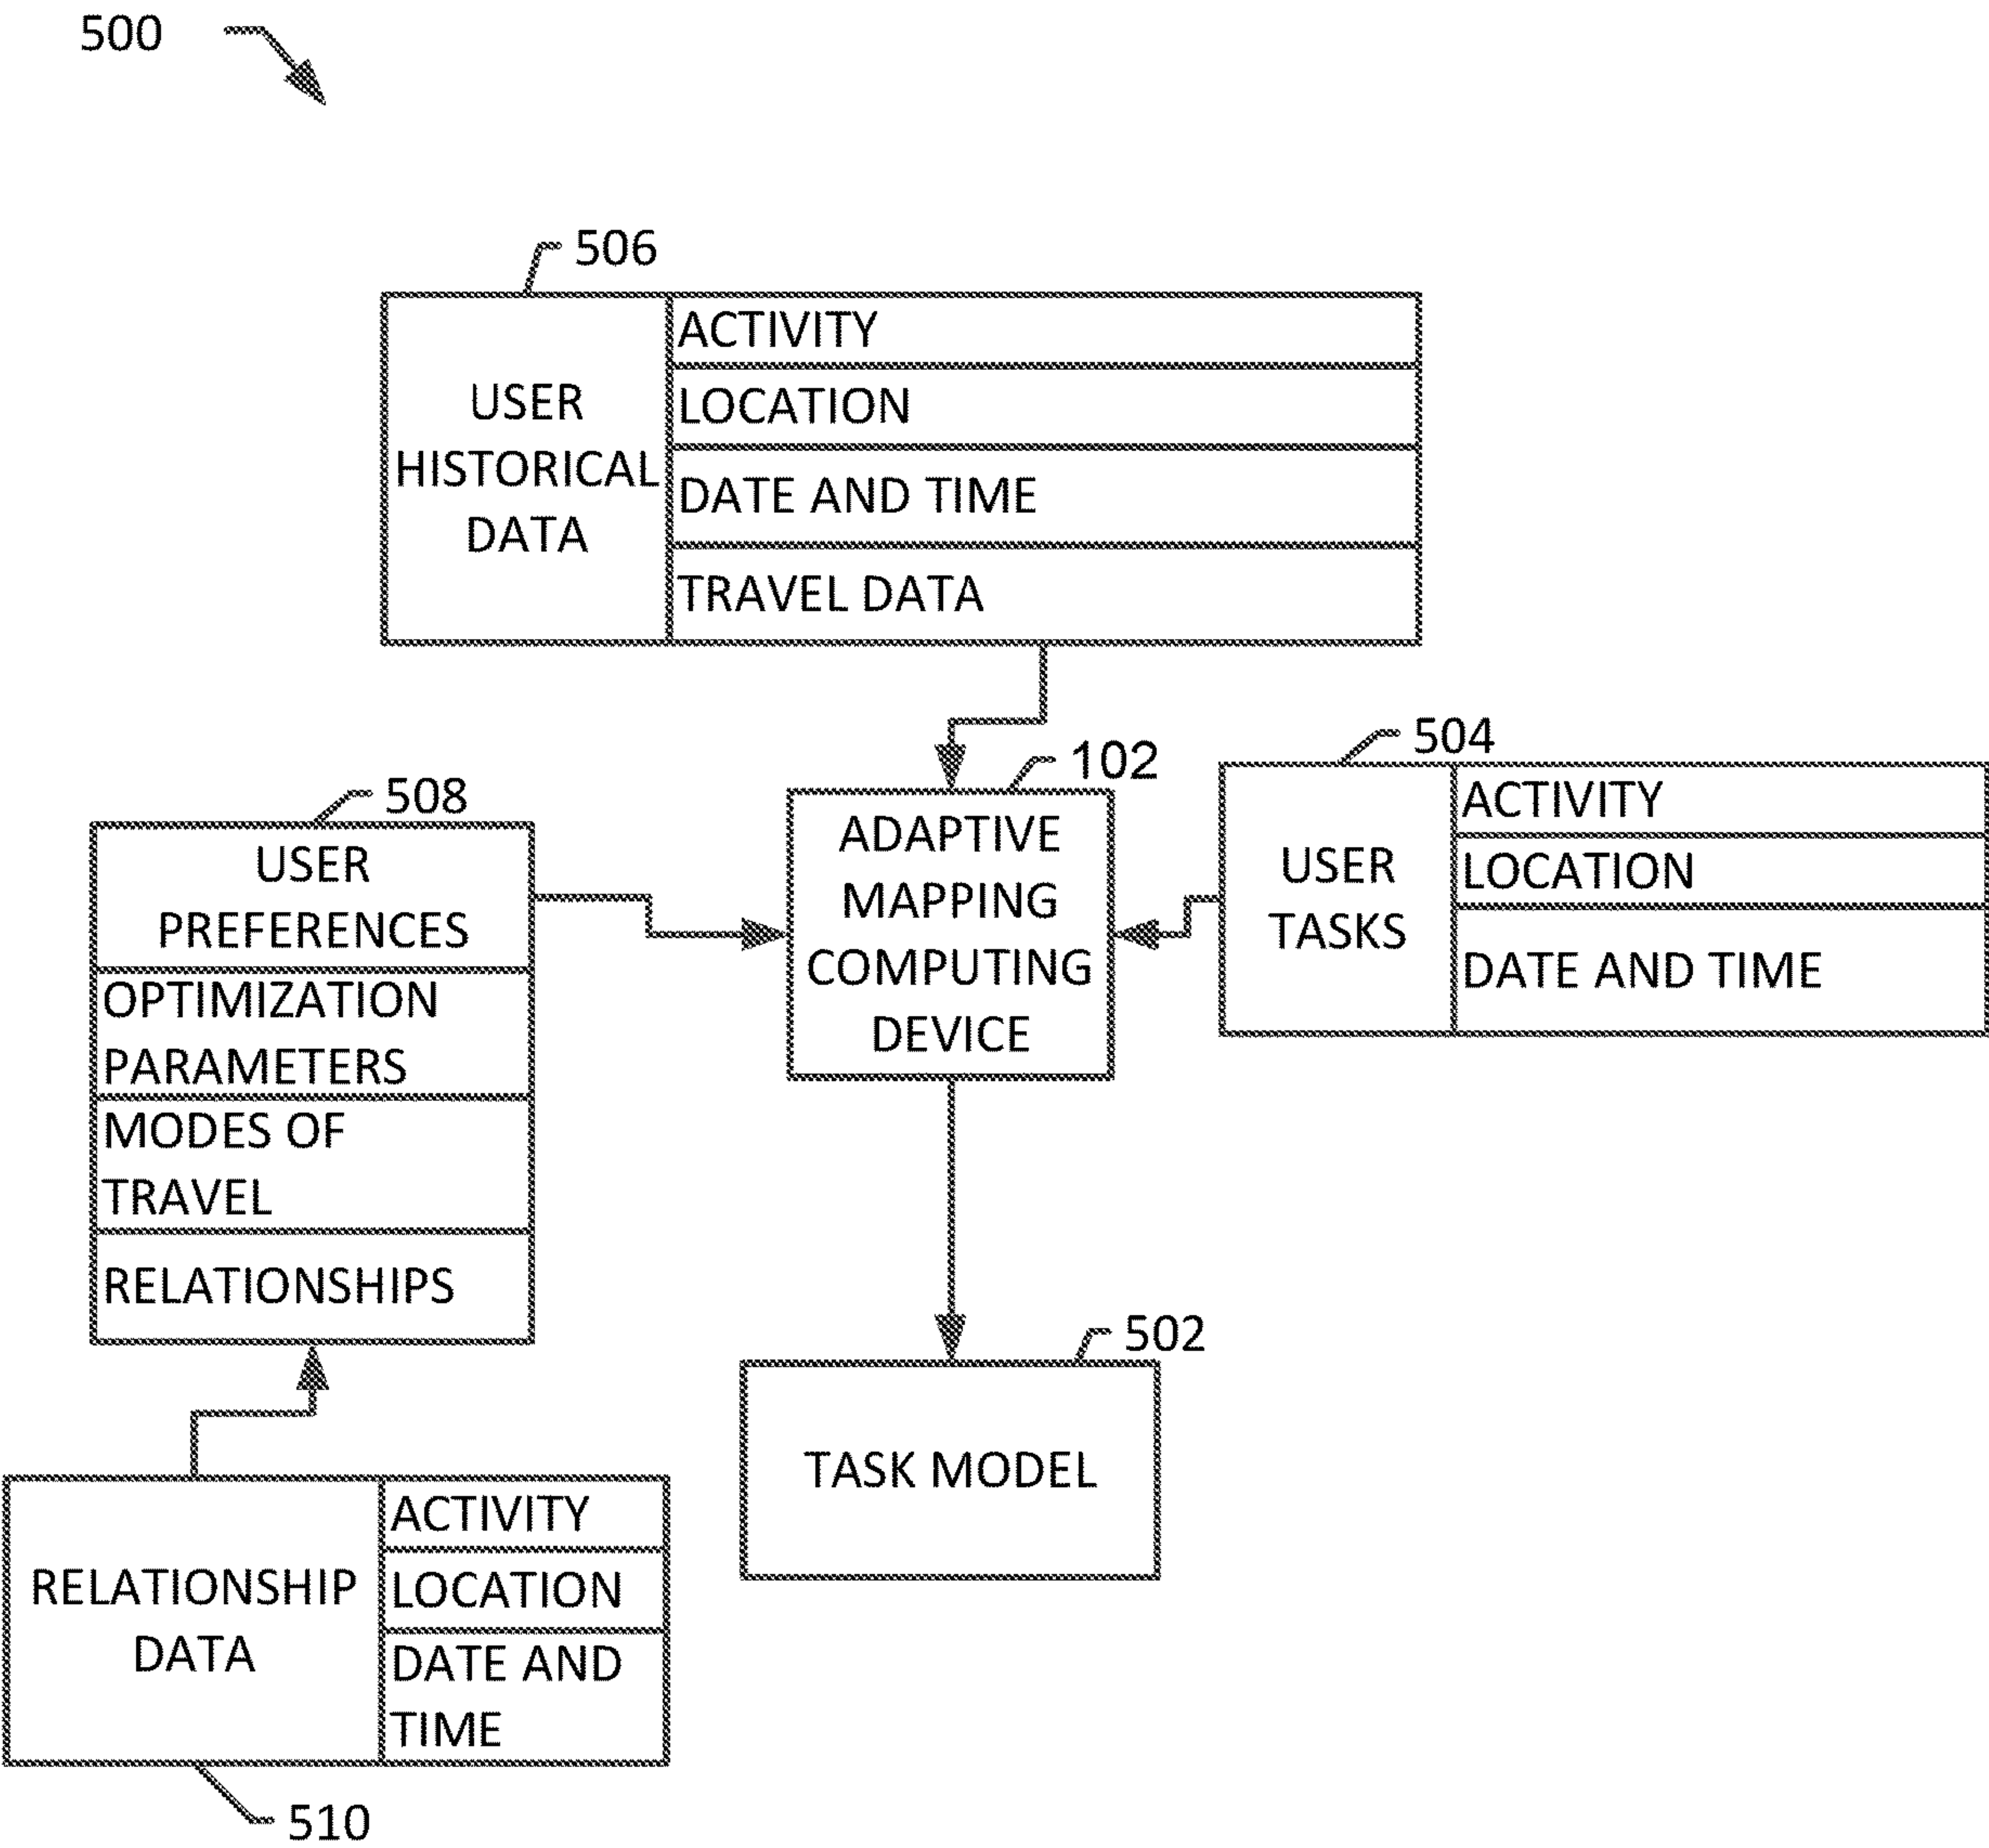 500
506
USER
HISTORICAL
DATA
ACTIVITY
LOCATION
DATE AND TIME
TRAVEL DATA
508
USER
PREFERENCES
OPTIMIZATION
PARAMETERS
MODES OF
TRAVEL
RELATIONSHIPS
102
ADAPTIVE
MAPPING
COMPUTING
DEVICE
504
USER
TASKS
ACTIVITY
LOCATION
DATE AND TIME
502
TASK MODEL
RELATIONSHIP
DATA
ACTIVITY
LOCATION
DATE AND
TIME
510